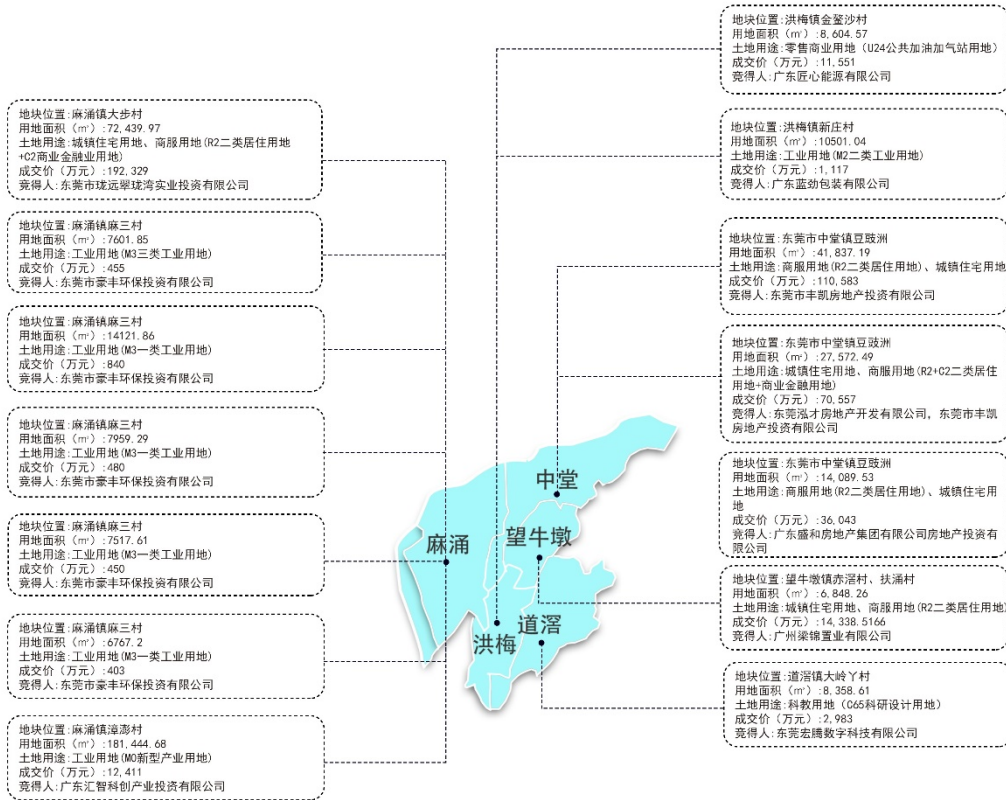 地块位置:洪梅镇金鳌沙村
用地面积（㎡）:8,604.57
土地用途:零售商业用地（U24公共加油加气站用地）
成交价（万元）:11,551
竞得人:广东匠心能源有限公司
地块位置:麻涌镇大步村
用地面积（㎡）:72,439.97
土地用途:城镇住宅用地、商服用地(R2二类居住用地
+C2商业金融业用地)
成交价（万元）:192,329
竞得人:东莞市珑远翠珑湾实业投资有限公司
地块位置:洪梅镇新庄村
用地面积（㎡）:10501.04
土地用途:工业用地(M2二类工业用地)
成交价（万元）:1,117
竞得人:广东蓝劲包装有限公司
地块位置:麻涌镇麻三村
用地面积（㎡）:7601.85
土地用途:工业用地(M3三类工业用地)
成交价（万元）:455
竞得人:东莞市豪丰环保投资有限公司
地块位置:东莞市中堂镇豆豉洲
用地面积（㎡）:41,837.19
土地用途:商服用地(R2二类居住用地)、城镇住宅用地
成交价（万元）:110,583
竞得人:东莞市丰凯房地产投资有限公司
地块位置:麻涌镇麻三村
用地面积（㎡）:14121.86
土地用途:工业用地(M3一类工业用地)
成交价（万元）:840
竞得人:东莞市豪丰环保投资有限公司
地块位置:东莞市中堂镇豆豉洲
用地面积（㎡）:27,572.49
土地用途:城镇住宅用地、商服用地(R2+C2二类居住
用地+商业金融用地)
成交价（万元）:70,557
竞得人:东莞泓才房地产开发有限公司，东莞市丰凯
房地产投资有限公司
地块位置:麻涌镇麻三村
用地面积（㎡）:7959.29
土地用途:工业用地(M3一类工业用地)
成交价（万元）:480
竞得人:东莞市豪丰环保投资有限公司
地块位置:东莞市中堂镇豆豉洲
用地面积（㎡）:14,089.53
土地用途:商服用地(R2二类居住用地)、城镇住宅用
地
成交价（万元）:36,043
竞得人:广东盛和房地产集团有限公司房地产投资有
限公司
地块位置:麻涌镇麻三村
用地面积（㎡）:7517.61
土地用途:工业用地(M3一类工业用地)
成交价（万元）:450
竞得人:东莞市豪丰环保投资有限公司
地块位置:望牛墩镇赤滘村、扶涌村
用地面积（㎡）:6,848.26
土地用途:城镇住宅用地、商服用地(R2二类居住用地)
成交价（万元）:14,338.5166
竞得人:广州梁锦置业有限公司
地块位置:麻涌镇麻三村
用地面积（㎡）:6767.2
土地用途:工业用地(M3一类工业用地)
成交价（万元）:403
竞得人:东莞市豪丰环保投资有限公司
地块位置:道滘镇大岭丫村
用地面积（㎡）:8,358.61
土地用途:科教用地（C65科研设计用地）
成交价（万元）:2,983
竞得人:东莞宏腾数字科技有限公司
地块位置:麻涌镇漳澎村
用地面积（㎡）:181,444.68
土地用途:工业用地(M0新型产业用地)
成交价（万元）:12,411
竞得人:广东汇智科创产业投资有限公司
中堂
望牛墩
麻涌
道滘
洪梅